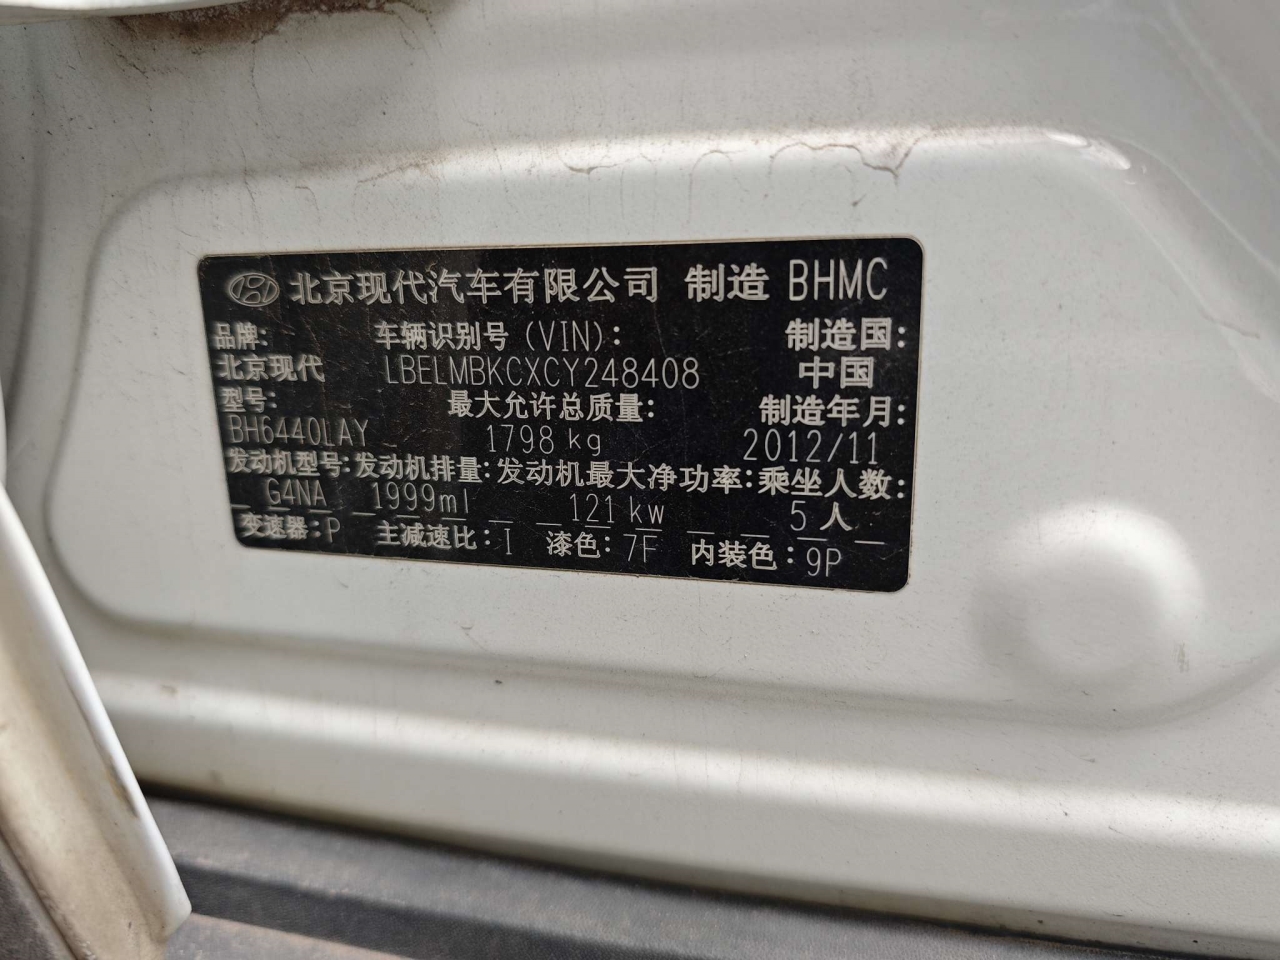 北京现代汽车有限公司 制造 BHMC
品牌: 车辆识别号 (VIN): 制造国:
北京现代 LBELMBKCXCY248408 中国
型号: 最大允许总质量: 制造年月:
BH6440LAY 1798 kg 2012/11
发动机型号: 发动机排量: 发动机最大净功率: 乘坐人数:
G4NA 1999ml 121 kw 5 人
变速器: P 主减速比: I 漆色: 7F 内装色: 9P